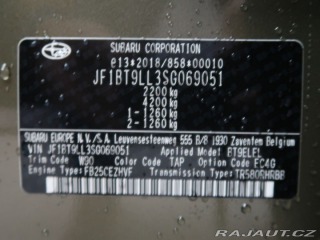 SUBARU CORPORATION
e13*2018/858*00010
JF1BT9LL3SG069051
2200 kg
4200 kg
1 - 1260 kg
2 - 1260 kg
SUBARU EUROPE N.V./S.A. Leuvensesteenweg 555 B/8 1930 Zaventem Belgium
VIN JF1BT9LL3SG069051 Applied Model BT9ELFL
Trim Code W90 Color Code TAP Option Code FC4G
Engine Type: FB25CEZHVF Transmission Type: TR580RHRBB
RAJAUT.CZ